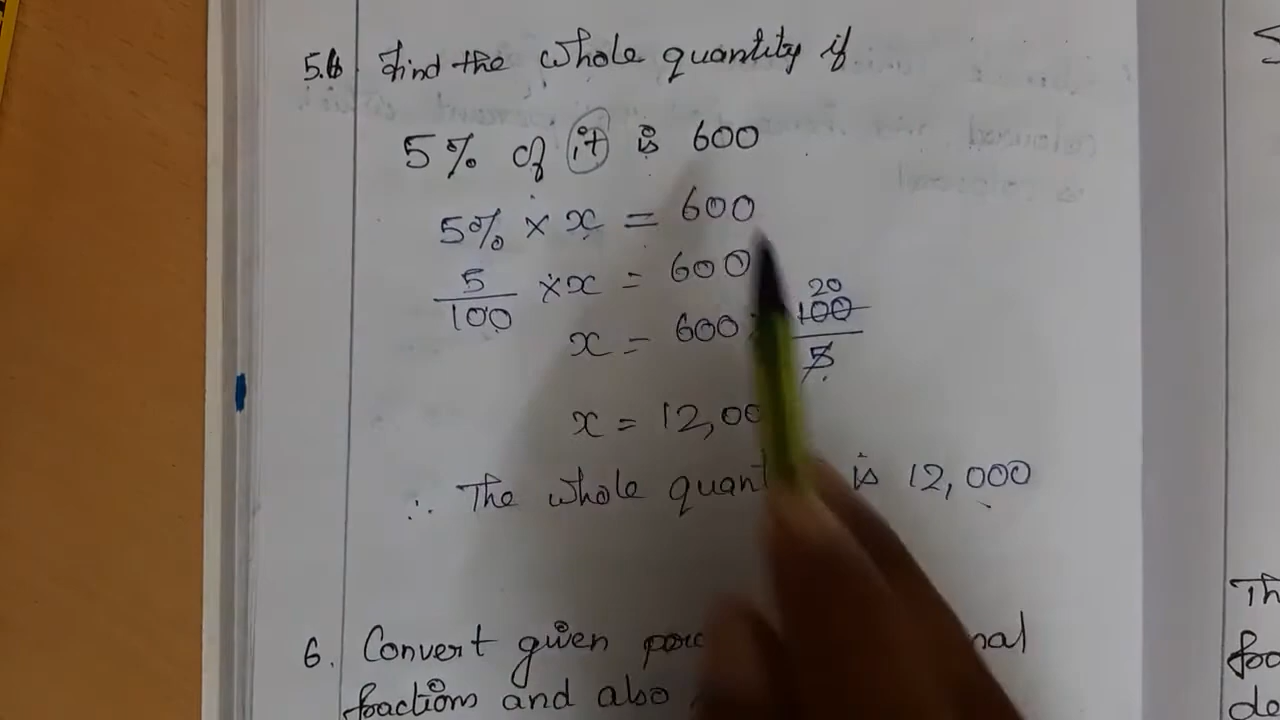 5.b Find the whole quantity if
5% of it is 600
5% × x = 600
5/100 × x = 600
x = 600 × 100/5 20
x = 12,00
∴ The whole quant is 12,000
6. Convert given nal
fractions and also
Th